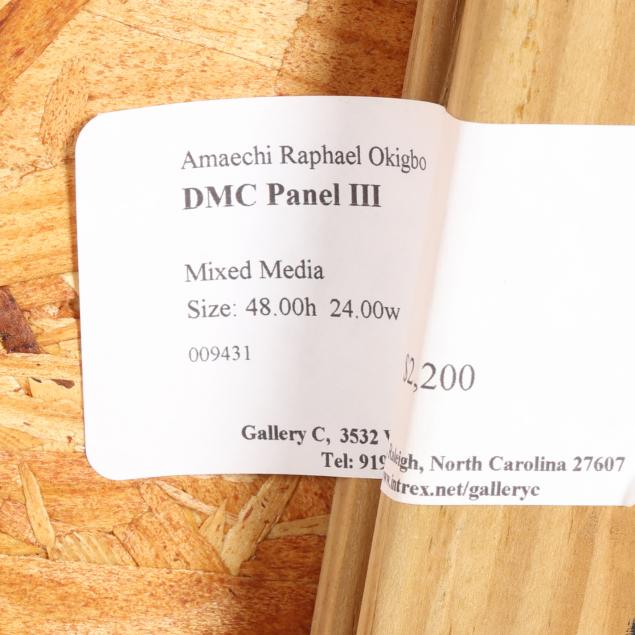 Amaechi Raphael Okigbo
DMC Panel III
Mixed Media
Size: 48.00h 24.00w
009431
$2,200
Gallery C, 3532
Raleigh, North Carolina 27607
Tel: 919
intrex.net/galleryc